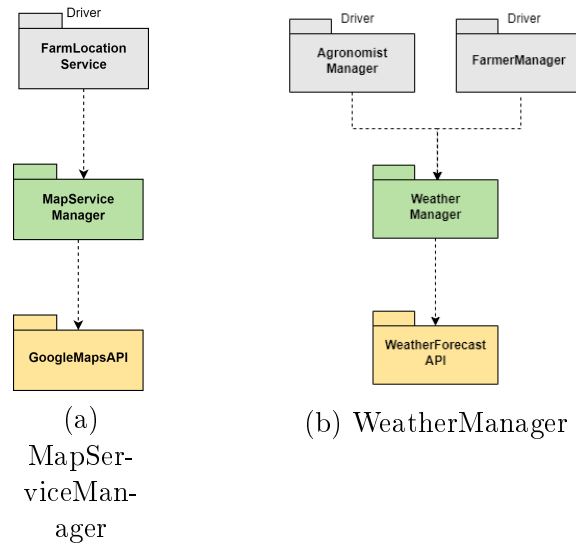 Driver
FarmLocation
Service
MapService
Manager
GoogleMapsAPI
(a)
MapSer-
viceMan-
ager
Driver
Driver
Agronomist
Manager
FarmerManager
Weather
Manager
WeatherForecast
API
(b) WeatherManager